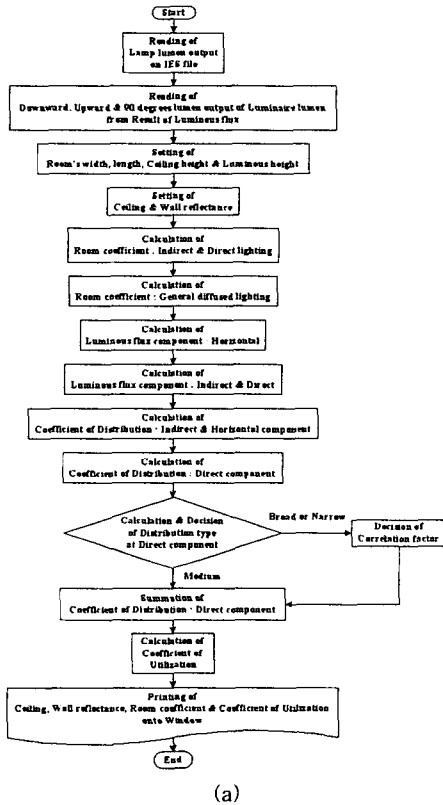 Start
Reading of
Lamp lumen output
on IES file
Reading of
Downward, Upward & 90 degrees lumen output of Luminaire lumen
from Result of Luminous flux
Setting of
Room's width, length, Ceiling height & Luminous height
Setting of
Ceiling & Wall reflectance
Calculation of
Room coefficient : Indirect & Direct lighting
Calculation of
Room coefficient : General diffused lighting
Calculation of
Luminous flux component : Horizontal
Calculation of
Luminous flux component : Indirect & Direct
Calculation of
Coefficient of Distribution : Indirect & Horizontal component
Calculation of
Coefficient of Distribution : Direct component
Calculation & Decision
of Distribution type
at Direct component
Broad or Narrow
Decision of
Correlation factor
Medium
Summation of
Coefficient of Distribution : Direct component
Calculation of
Coefficient of
Utilization
Printing of
Ceiling, Wall reflectance, Room coefficient & Coefficient of Utilization
onto Window
End
(a)